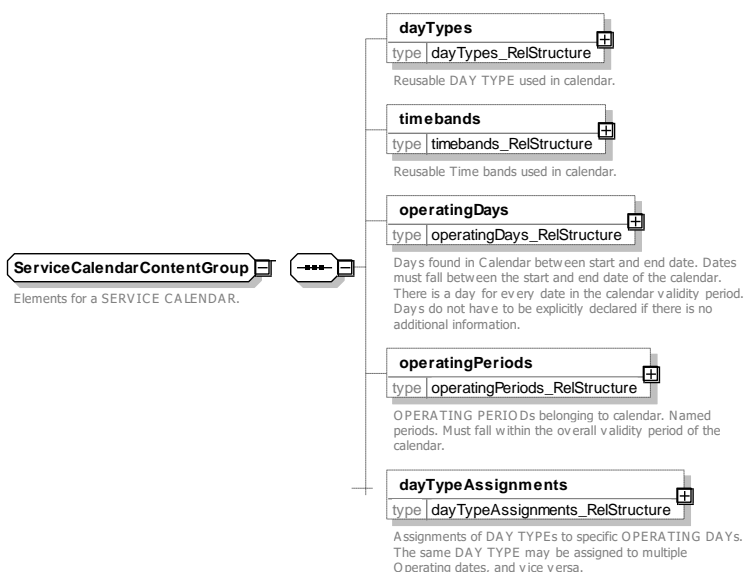 dayTypes
type dayTypes_RelStructure
Reusable DAY TYPE used in calendar.
timebands
type timebands_RelStructure
Reusable Time bands used in calendar.
operatingDays
type operatingDays_RelStructure
Days found in Calendar between start and end date. Dates
must fall between the start and end date of the calendar.
There is a day for every date in the calendar validity period.
Days do not have to be explicitly declared if there is no
additional information.
ServiceCalendarContentGroup
Elements for a SERVICE CALENDAR.
operatingPeriods
type operatingPeriods_RelStructure
OPERATING PERIODs belonging to calendar. Named
periods. Must fall within the overall validity period of the
calendar.
dayTypeAssignments
type dayTypeAssignments_RelStructure
Assignments of DAY TYPEs to specific OPERATING DAYs.
The same DAY TYPE may be assigned to multiple
Operating dates, and vice versa.